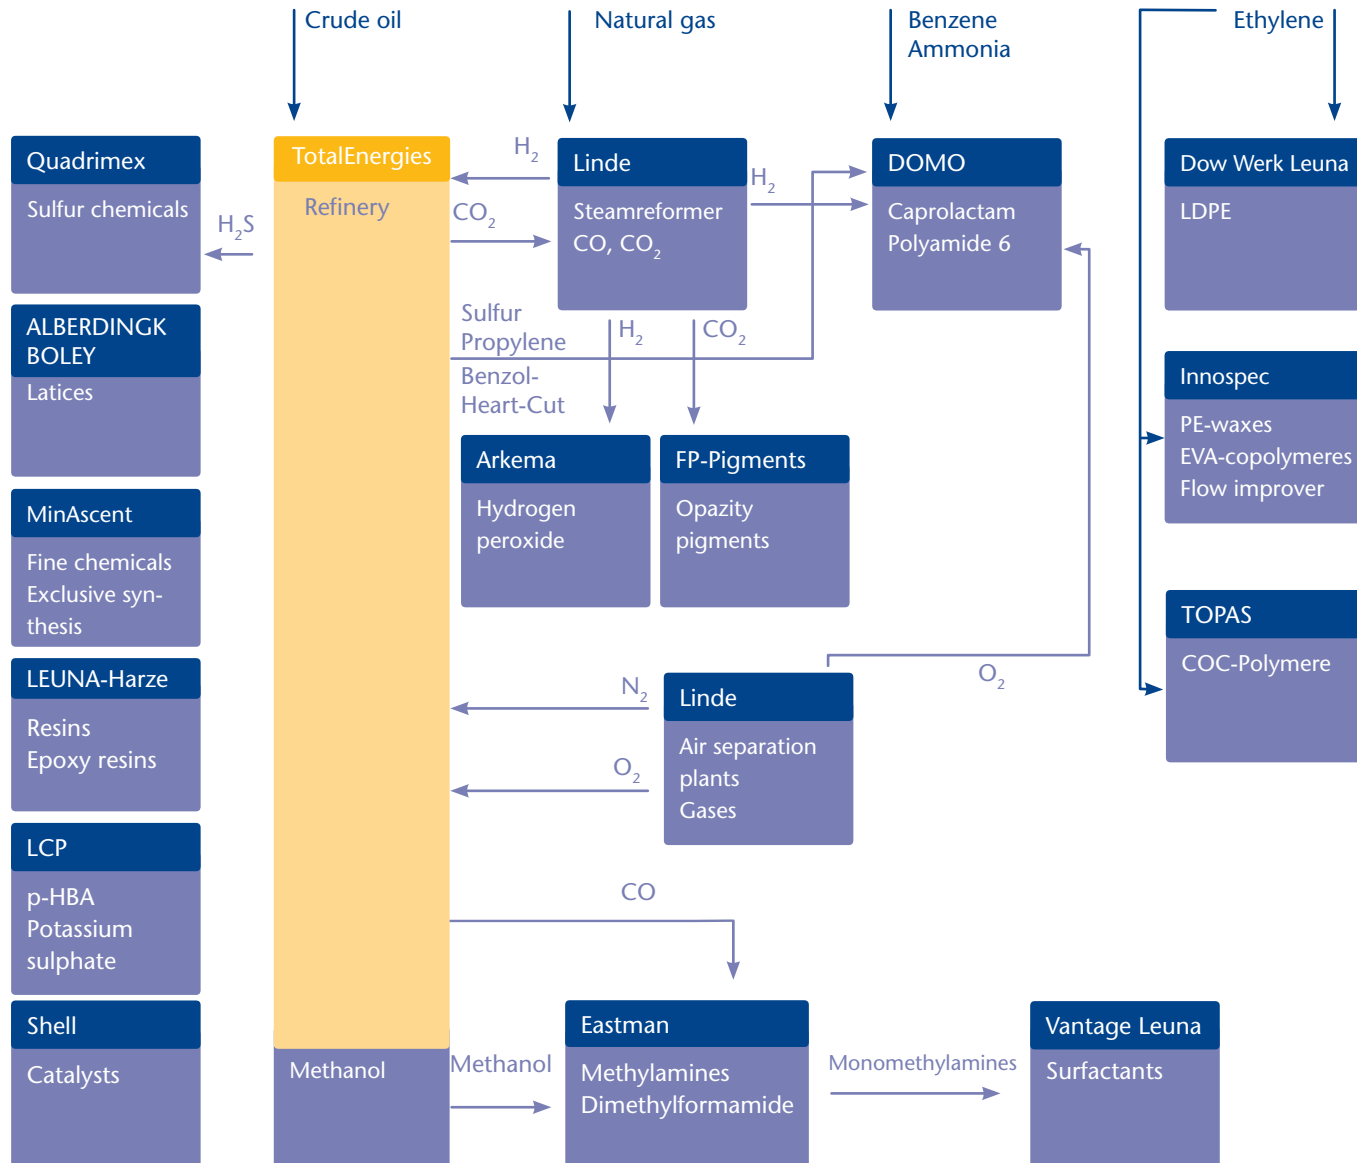 Crude oil
Natural gas
Benzene
Ammonia
Ethylene
Quadrimex
Sulfur chemicals
H₂S
TotalEnergies
Refinery
H₂
CO₂
Linde
Steamreformer
CO, CO₂
H₂
DOMO
Caprolactam
Polyamide 6
Dow Werk Leuna
LDPE
ALBERDINGK
BOLEY
Latices
Sulfur
Propylene
Benzol-
Heart-Cut
H₂
CO₂
Innospec
PE-waxes
EVA-copolymeres
Flow improver
Arkema
Hydrogen
peroxide
FP-Pigments
Opazity
pigments
MinAscent
Fine chemicals
Exclusive syn-
thesis
TOPAS
COC-Polymere
LEUNA-Harze
Resins
Epoxy resins
N₂
O₂
Linde
Air separation
plants
Gases
O₂
LCP
p-HBA
Potassium
sulphate
CO
Shell
Catalysts
Methanol
Methanol
Eastman
Methylamines
Dimethylformamide
Monomethylamines
Vantage Leuna
Surfactants